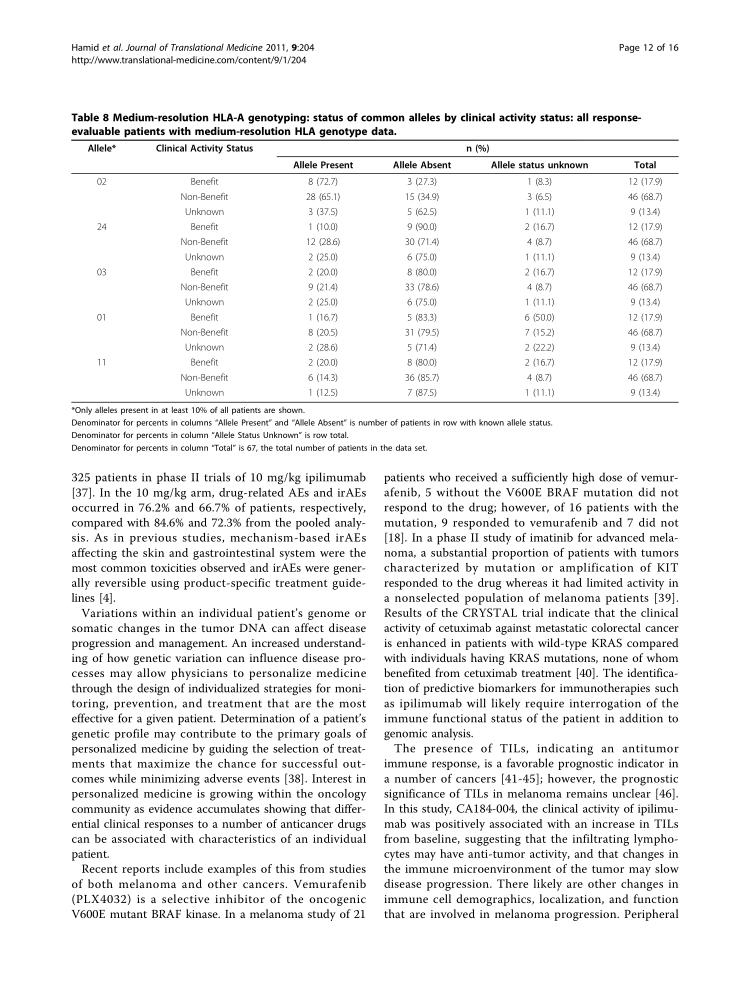 Hamid et al. Journal of Translational Medicine 2011, 9:204
http://www.translational-medicine.com/content/9/1/204
Page 12 of 16
Table 8 Medium-resolution HLA-A genotyping: status of common alleles by clinical activity status: all response-
evaluable patients with medium-resolution HLA genotype data.
Allele* Clinical Activity Status n (%)
Allele Present Allele Absent Allele status unknown Total
02 Benefit 8 (72.7) 3 (27.3) 1 (8.3) 12 (17.9)
Non-Benefit 28 (65.1) 15 (34.9) 3 (6.5) 46 (68.7)
Unknown 3 (37.5) 5 (62.5) 1 (11.1) 9 (13.4)
24 Benefit 1 (10.0) 9 (90.0) 2 (16.7) 12 (17.9)
Non-Benefit 12 (28.6) 30 (71.4) 4 (8.7) 46 (68.7)
Unknown 2 (25.0) 6 (75.0) 1 (11.1) 9 (13.4)
03 Benefit 2 (20.0) 8 (80.0) 2 (16.7) 12 (17.9)
Non-Benefit 9 (21.4) 33 (78.6) 4 (8.7) 46 (68.7)
Unknown 2 (25.0) 6 (75.0) 1 (11.1) 9 (13.4)
01 Benefit 1 (16.7) 5 (83.3) 6 (50.0) 12 (17.9)
Non-Benefit 8 (20.5) 31 (79.5) 7 (15.2) 46 (68.7)
Unknown 2 (28.6) 5 (71.4) 2 (22.2) 9 (13.4)
11 Benefit 2 (20.0) 8 (80.0) 2 (16.7) 12 (17.9)
Non-Benefit 6 (14.3) 36 (85.7) 4 (8.7) 46 (68.7)
Unknown 1 (12.5) 7 (87.5) 1 (11.1) 9 (13.4)
*Only alleles present in at least 10% of all patients are shown.
Denominator for percents in columns “Allele Present” and “Allele Absent” is number of patients in row with known allele status.
Denominator for percents in column “Allele Status Unknown” is row total.
Denominator for percents in column “Total” is 67, the total number of patients in the data set.
325 patients in phase II trials of 10 mg/kg ipilimumab
[37]. In the 10 mg/kg arm, drug-related AEs and irAEs
occurred in 76.2% and 66.7% of patients, respectively,
compared with 84.6% and 72.3% from the pooled analy-
sis. As in previous studies, mechanism-based irAEs
affecting the skin and gastrointestinal system were the
most common toxicities observed and irAEs were gener-
ally reversible using product-specific treatment guide-
lines [4].
Variations within an individual patient’s genome or
somatic changes in the tumor DNA can affect disease
progression and management. An increased understand-
ing of how genetic variation can influence disease pro-
cesses may allow physicians to personalize medicine
through the design of individualized strategies for moni-
toring, prevention, and treatment that are the most
effective for a given patient. Determination of a patient’s
genetic profile may contribute to the primary goals of
personalized medicine by guiding the selection of treat-
ments that maximize the chance for successful out-
comes while minimizing adverse events [38]. Interest in
personalized medicine is growing within the oncology
community as evidence accumulates showing that differ-
ential clinical responses to a number of anticancer drugs
can be associated with characteristics of an individual
patient.
Recent reports include examples of this from studies
of both melanoma and other cancers. Vemurafenib
(PLX4032) is a selective inhibitor of the oncogenic
V600E mutant BRAF kinase. In a melanoma study of 21
patients who received a sufficiently high dose of vemur-
afenib, 5 without the V600E BRAF mutation did not
respond to the drug; however, of 16 patients with the
mutation, 9 responded to vemurafenib and 7 did not
[18]. In a phase II study of imatinib for advanced mela-
noma, a substantial proportion of patients with tumors
characterized by mutation or amplification of KIT
responded to the drug whereas it had limited activity in
a nonselected population of melanoma patients [39].
Results of the CRYSTAL trial indicate that the clinical
activity of cetuximab against metastatic colorectal cancer
is enhanced in patients with wild-type KRAS compared
with individuals having KRAS mutations, none of whom
benefited from cetuximab treatment [40]. The identifica-
tion of predictive biomarkers for immunotherapies such
as ipilimumab will likely require interrogation of the
immune functional status of the patient in addition to
genomic analysis.
The presence of TILs, indicating an antitumor
immune response, is a favorable prognostic indicator in
a number of cancers [41-45]; however, the prognostic
significance of TILs in melanoma remains unclear [46].
In this study, CA184-004, the clinical activity of ipilimu-
mab was positively associated with an increase in TILs
from baseline, suggesting that the infiltrating lympho-
cytes may have anti-tumor activity, and that changes in
the immune microenvironment of the tumor may slow
disease progression. There likely are other changes in
immune cell demographics, localization, and function
that are involved in melanoma progression. Peripheral